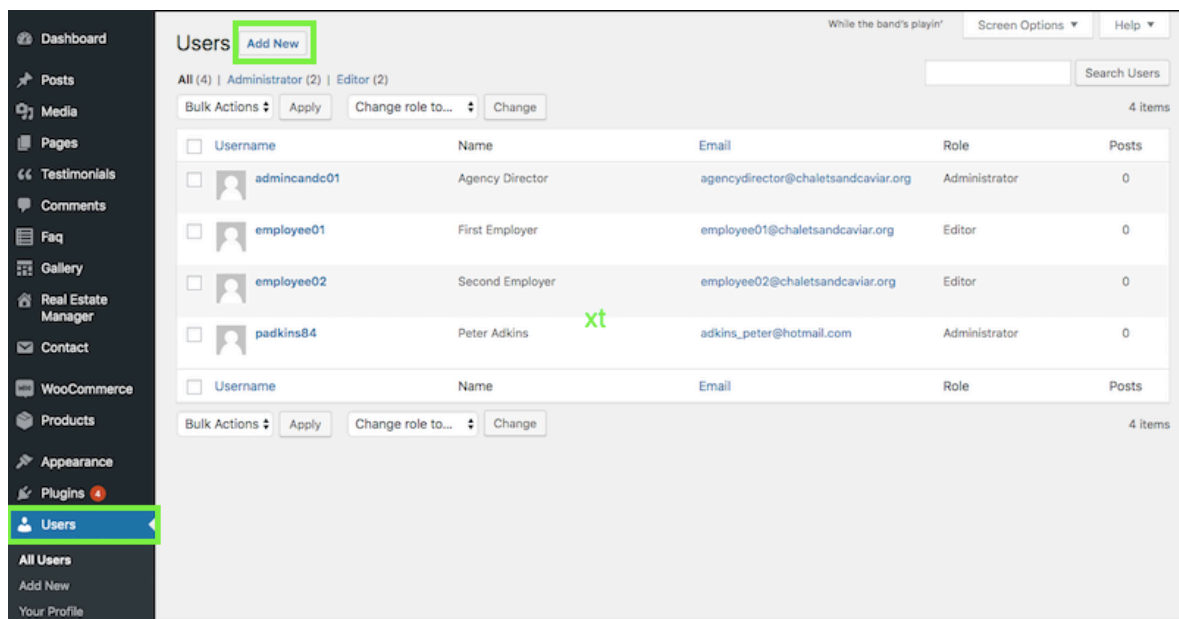 Dashboard
Posts
Media
Pages
Testimonials
Comments
Faq
Gallery
Real Estate
Manager
Contact
WooCommerce
Products
Appearance
Plugins 4
Users
All Users
Add New
Your Profile
While the band's playin' Screen Options Help
Users Add New
All (4) | Administrator (2) | Editor (2)
Search Users
Bulk Actions Apply Change role to... Change 4 items
Username Name Email Role Posts
admincandc01 Agency Director agencydirector@chaletsandcaviar.org Administrator 0
employee01 First Employer employee01@chaletsandcaviar.org Editor 0
employee02 Second Employer employee02@chaletsandcaviar.org Editor 0
xt
padkins84 Peter Adkins adkins_peter@hotmail.com Administrator 0
Username Name Email Role Posts
Bulk Actions Apply Change role to... Change 4 items